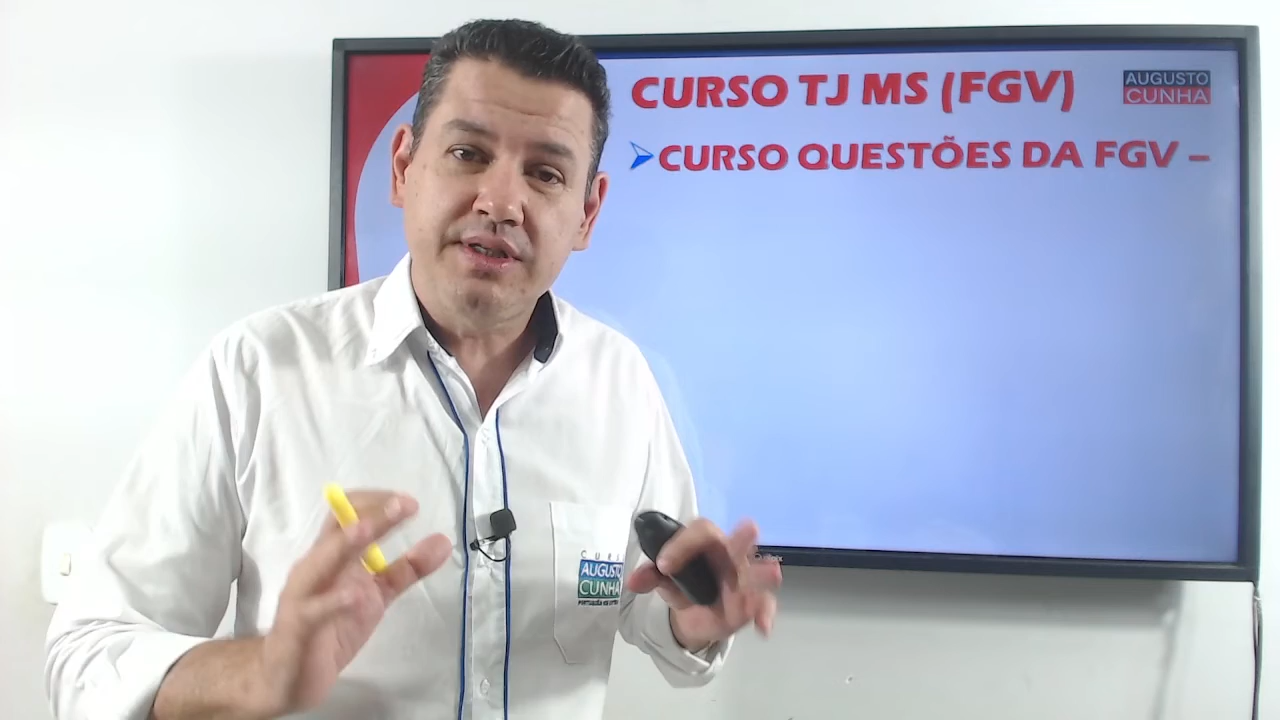 CURSO TJ MS (FGV)
AUGUSTO
CUNHA
CURSO QUESTÕES DA FGV –
AUGUSTO
CUNHA